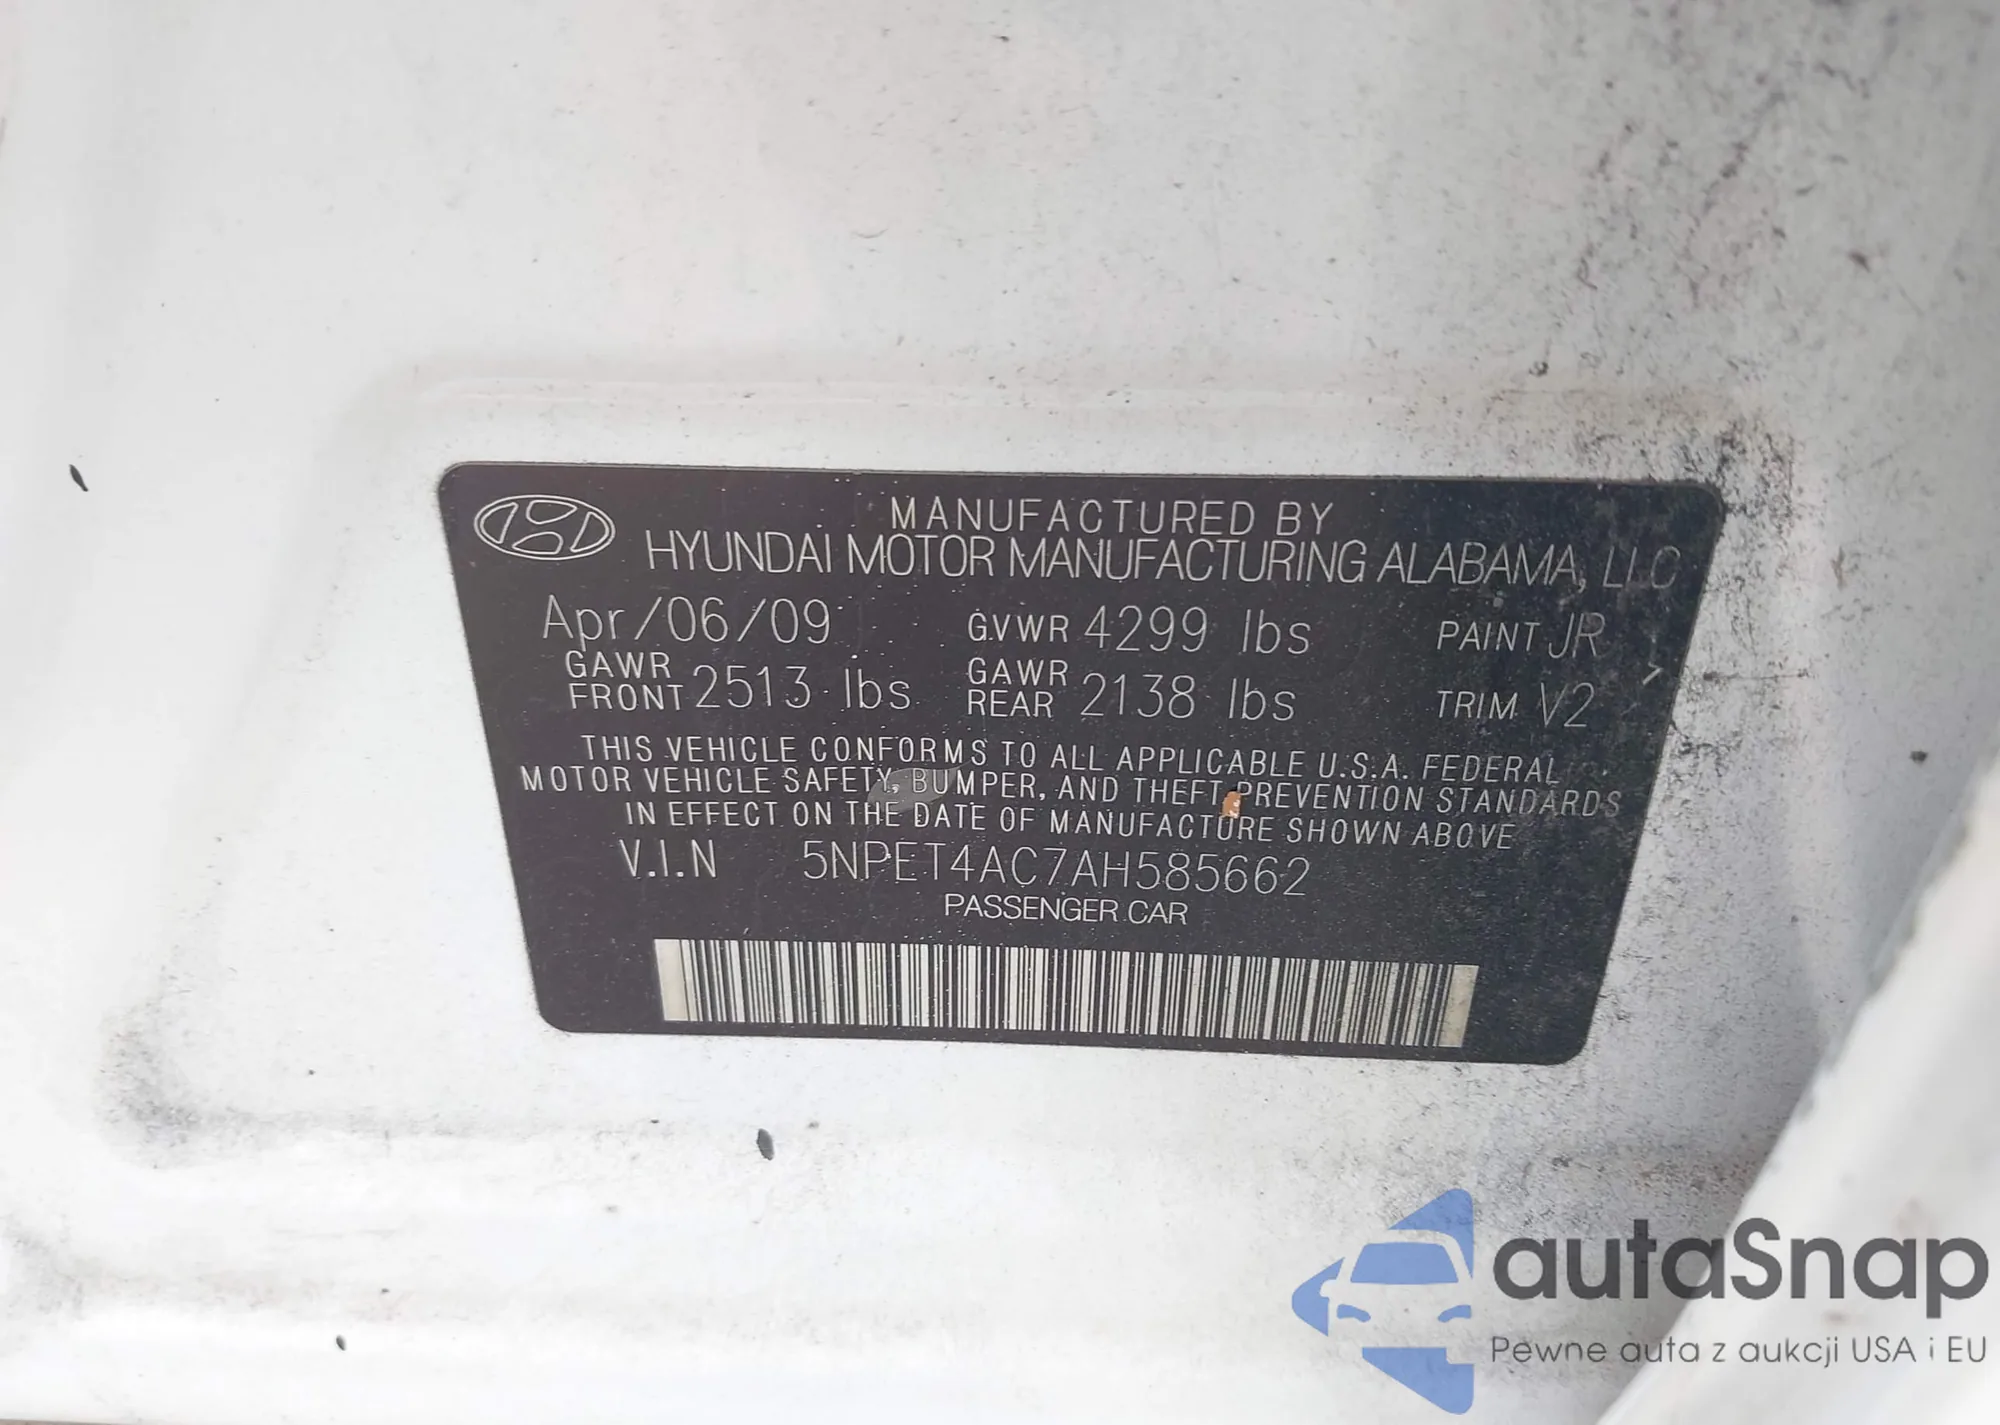 MANUFACTURED BY
HYUNDAI MOTOR MANUFACTURING ALABAMA, LLC
Apr/06/09 GVWR 4299 lbs PAINT JR
GAWR FRONT 2513 lbs GAWR REAR 2138 lbs TRIM V2
THIS VEHICLE CONFORMS TO ALL APPLICABLE U.S.A. FEDERAL
MOTOR VEHICLE SAFETY, BUMPER, AND THEFT PREVENTION STANDARDS
IN EFFECT ON THE DATE OF MANUFACTURE SHOWN ABOVE
V.I.N 5NPET4AC7AH585662
PASSENGER CAR
autaSnap
Pewne auta z aukcji USA i EU